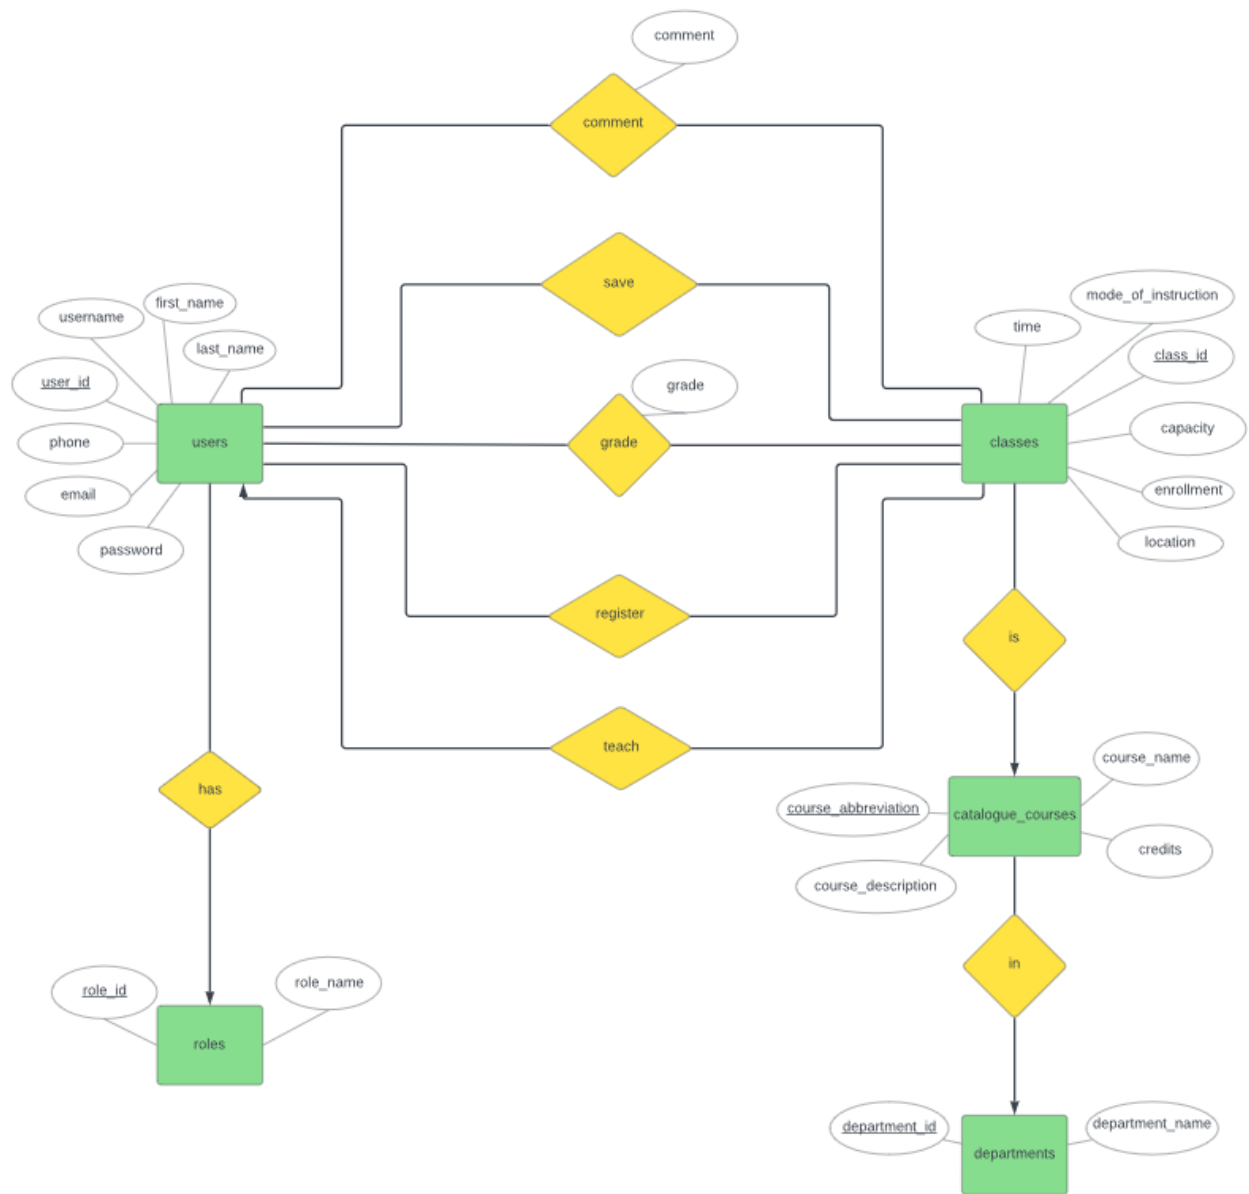 comment
comment
save
first_name
mode_of_instruction
username
time
last_name
class_id
user_id
grade
capacity
phone
users
grade
classes
email
enrollment
password
location
register
is
teach
course_name
has
course_abbreviation
catalogue_courses
credits
course_description
in
role_id
role_name
roles
department_id
department_name
departments